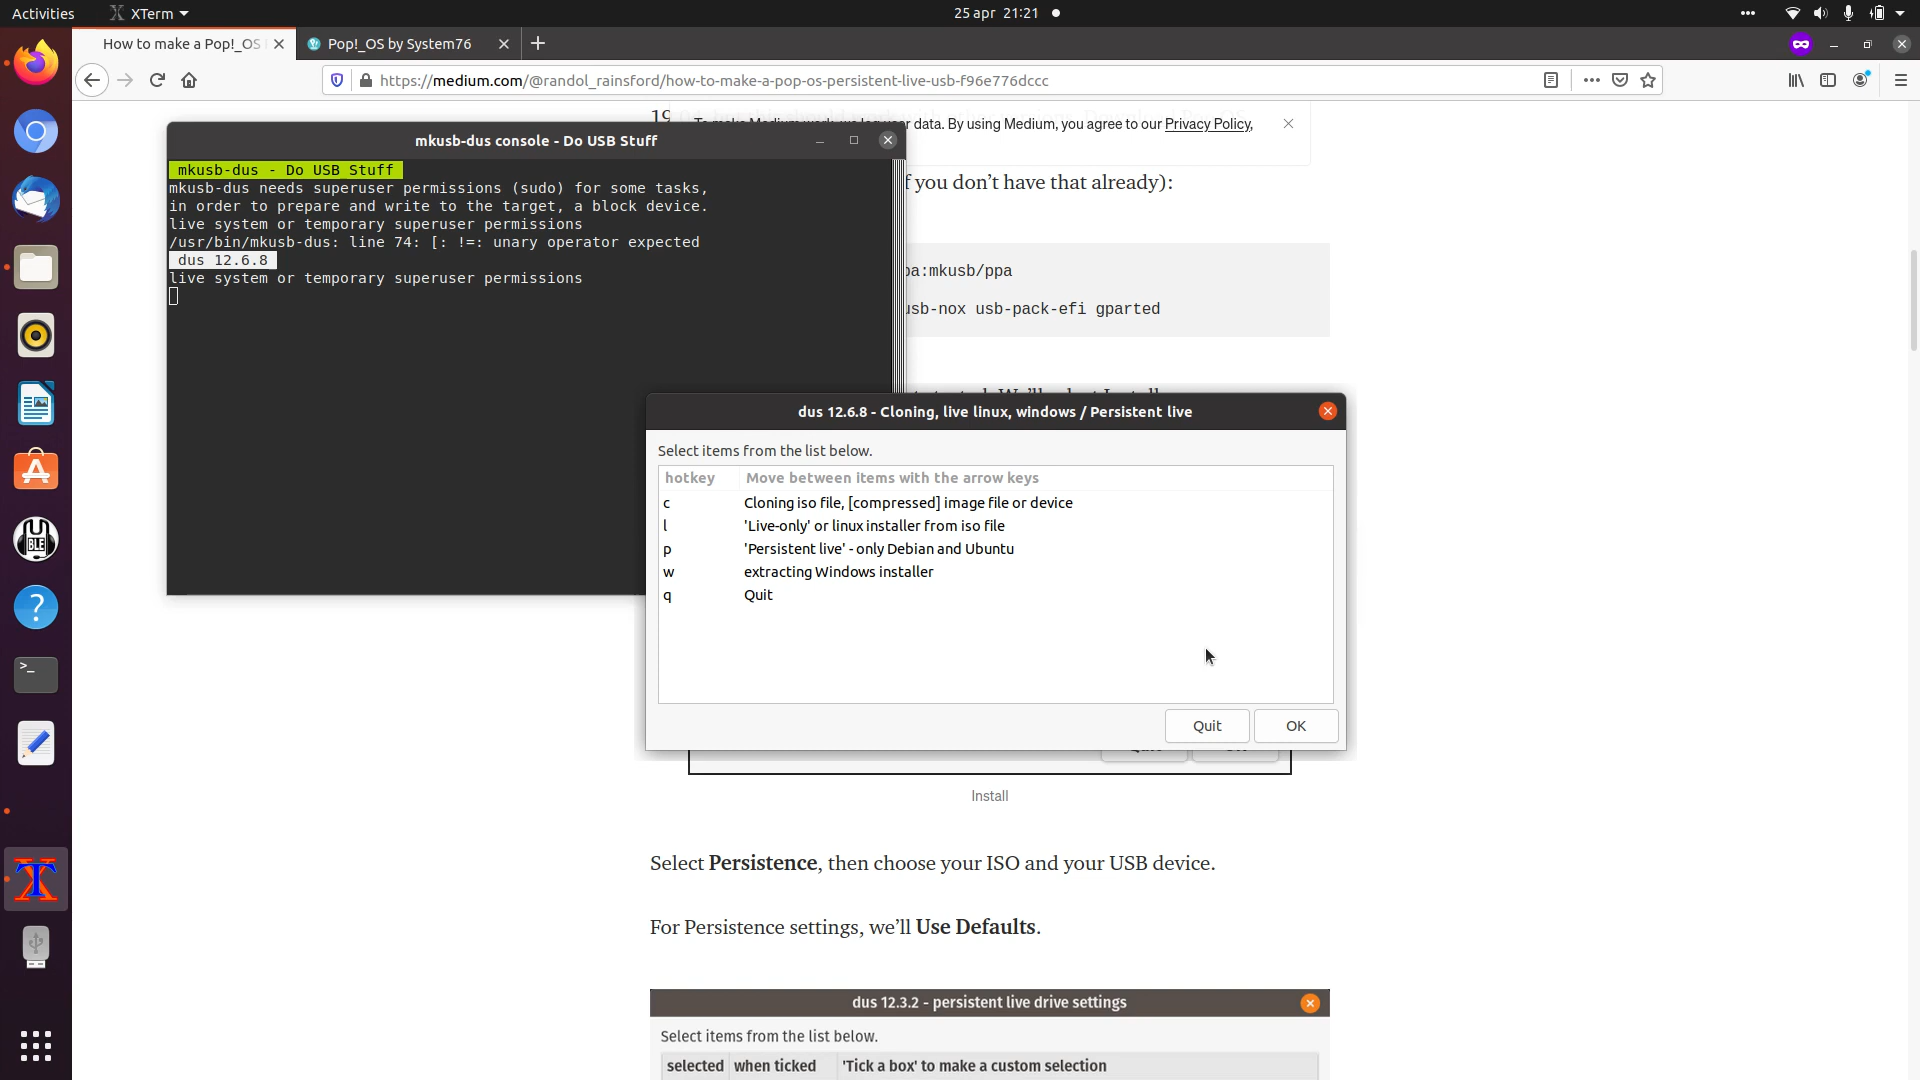 Activities
XTerm
25 apr 21:21
How to make a Pop!_OS
Pop!_OS by System76
https://medium.com/@randol_rainsford/how-to-make-a-pop-os-persistent-live-usb-f96e776dccc
r data. By using Medium, you agree to our Privacy Policy,
mkusb-dus console - Do USB Stuff
mkusb-dus - Do USB Stuff
mkusb-dus needs superuser permissions (sudo) for some tasks,
in order to prepare and write to the target, a block device.
live system or temporary superuser permissions
/usr/bin/mkusb-dus: line 74: [: !=: unary operator expected
dus 12.6.8
live system or temporary superuser permissions
f you don’t have that already):
pa:mkusb/ppa
usb-nox usb-pack-efi gparted
dus 12.6.8 - Cloning, live linux, windows / Persistent live
Select items from the list below.
hotkey Move between items with the arrow keys
c Cloning iso file, [compressed] image file or device
l 'Live-only' or linux installer from iso file
p 'Persistent live' - only Debian and Ubuntu
w extracting Windows installer
q Quit
Quit OK
Install
Select Persistence, then choose your ISO and your USB device.
For Persistence settings, we’ll Use Defaults.
dus 12.3.2 - persistent live drive settings
Select items from the list below.
selected when ticked 'Tick a box' to make a custom selection